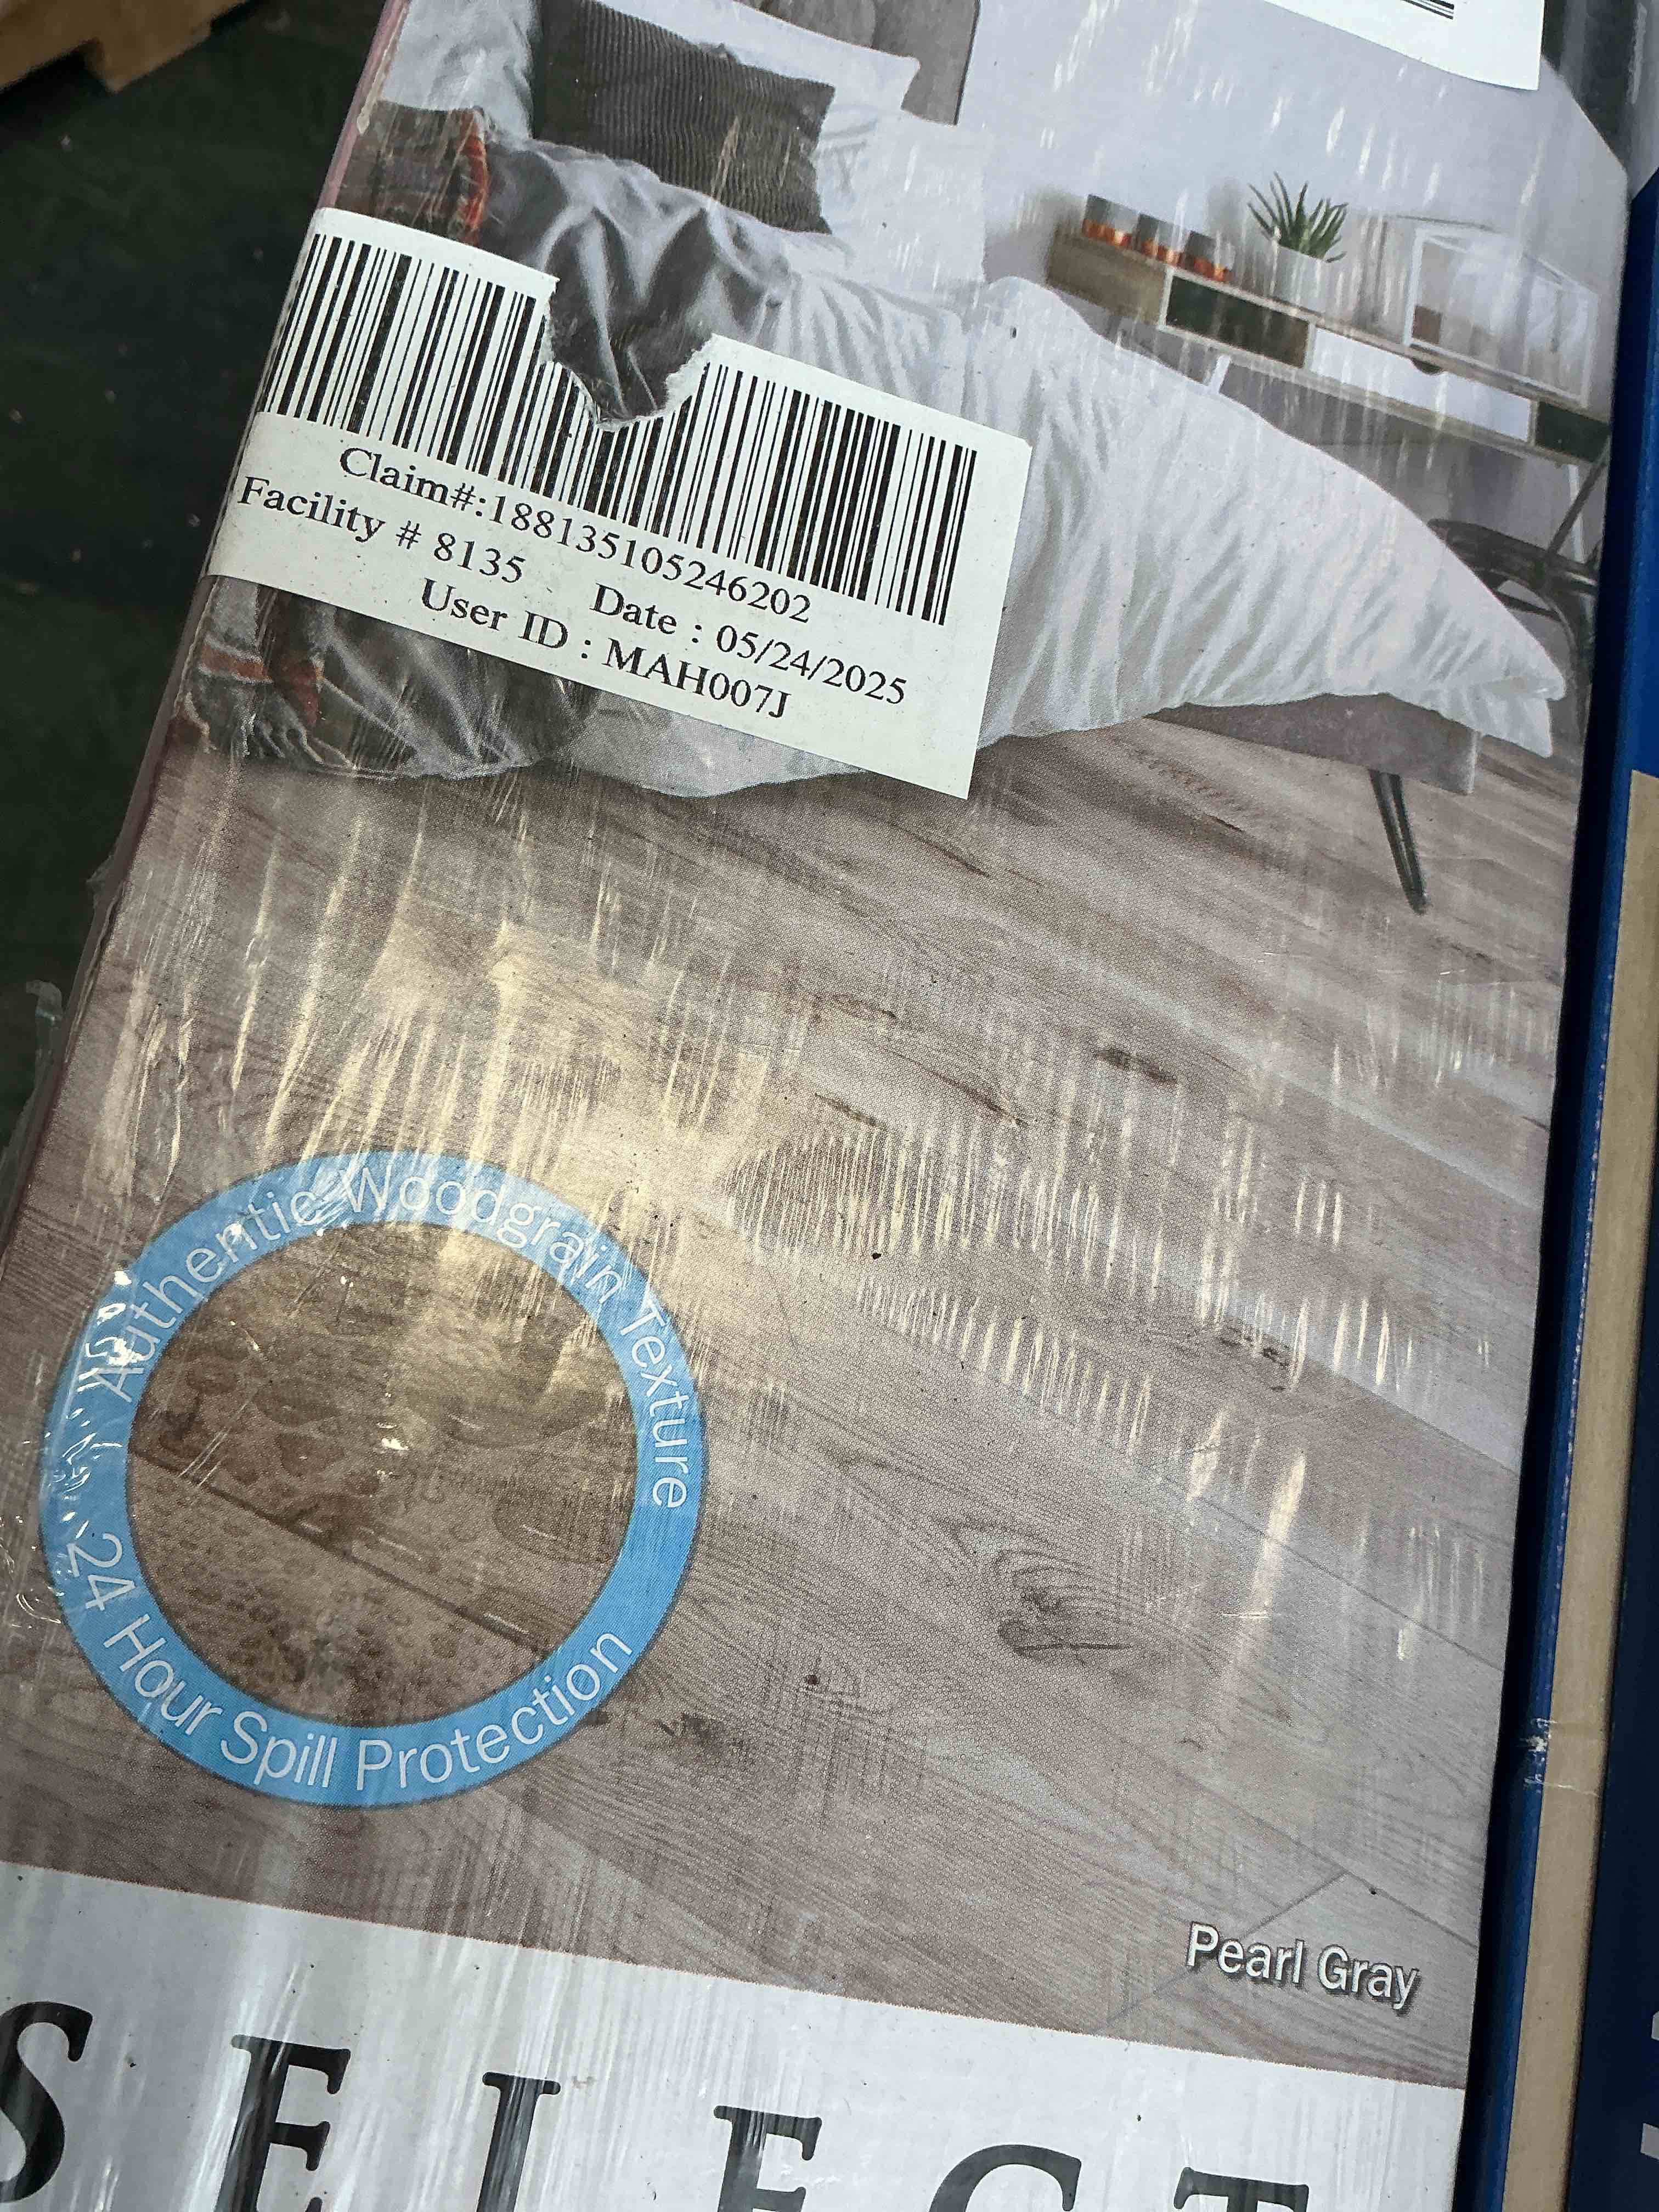 Claim#:188135105246202
Facility # 8135 Date : 05/24/2025
User ID : MAH007J
Authentic Woodgrain Texture
24 Hour Spill Protection
Pearl Gray
SELECT